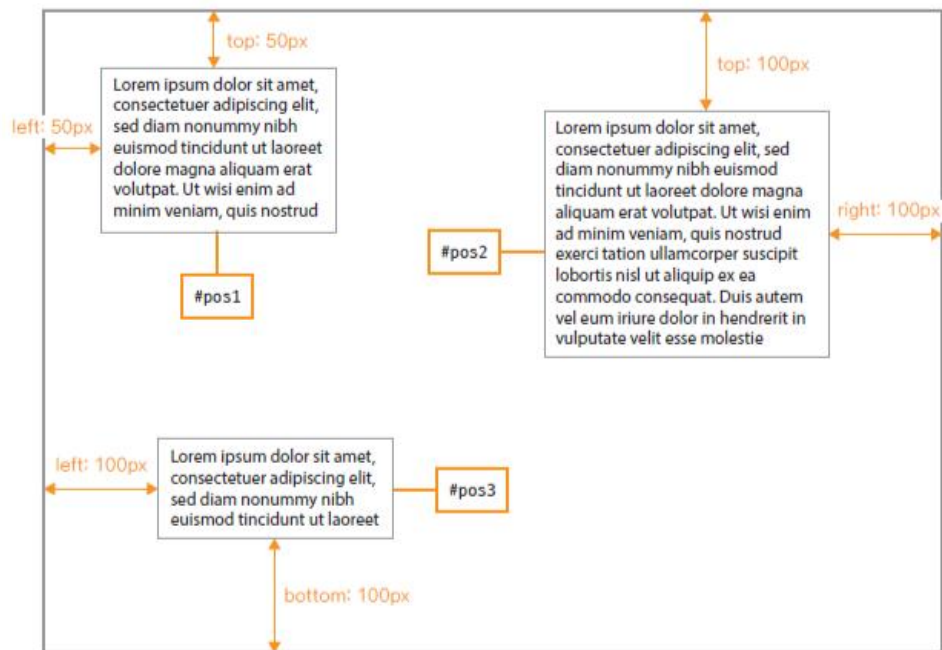 top: 50px
Lorem ipsum dolor sit amet,
consectetuer adipiscing elit,
sed diam nonummy nibh
euismod tincidunt ut laoreet
dolore magna aliquam erat
volutpat. Ut wisi enim ad
minim veniam, quis nostrud
left: 50px
#pos1
top: 100px
Lorem ipsum dolor sit amet,
consectetuer adipiscing elit, sed
diam nonummy nibh euismod
tincidunt ut laoreet dolore magna
aliquam erat volutpat. Ut wisi enim
ad minim veniam, quis nostrud
exerci tation ullamcorper suscipit
lobortis nisl ut aliquip ex ea
commodo consequat. Duis autem
vel eum iriure dolor in hendrerit in
vulputate velit esse molestie
right: 100px
#pos2
left: 100px
Lorem ipsum dolor sit amet,
consectetuer adipiscing elit,
sed diam nonummy nibh
euismod tincidunt ut laoreet
#pos3
bottom: 100px